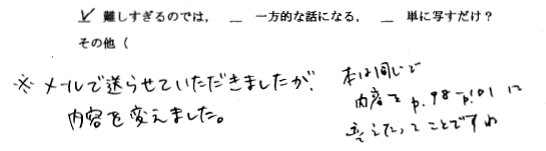 ✓ 難しすぎるのでは， ＿ 一方的な話になる， ＿ 単に写すだけ？
その他（
※ メールで送らせていただきましたが、
内容を変えました。
本は同じで
内容を p.98-p.101 に
変えたってことですね